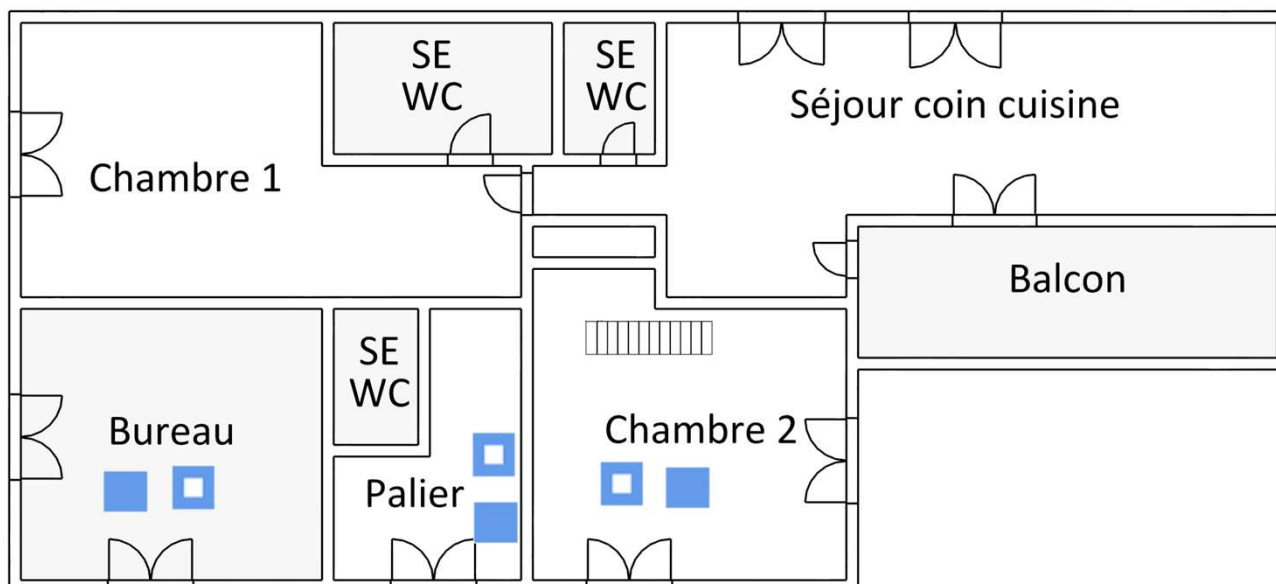 SE
WC
SE
WC
Séjour coin cuisine
Chambre 1
Balcon
SE
WC
Bureau
Chambre 2
Palier